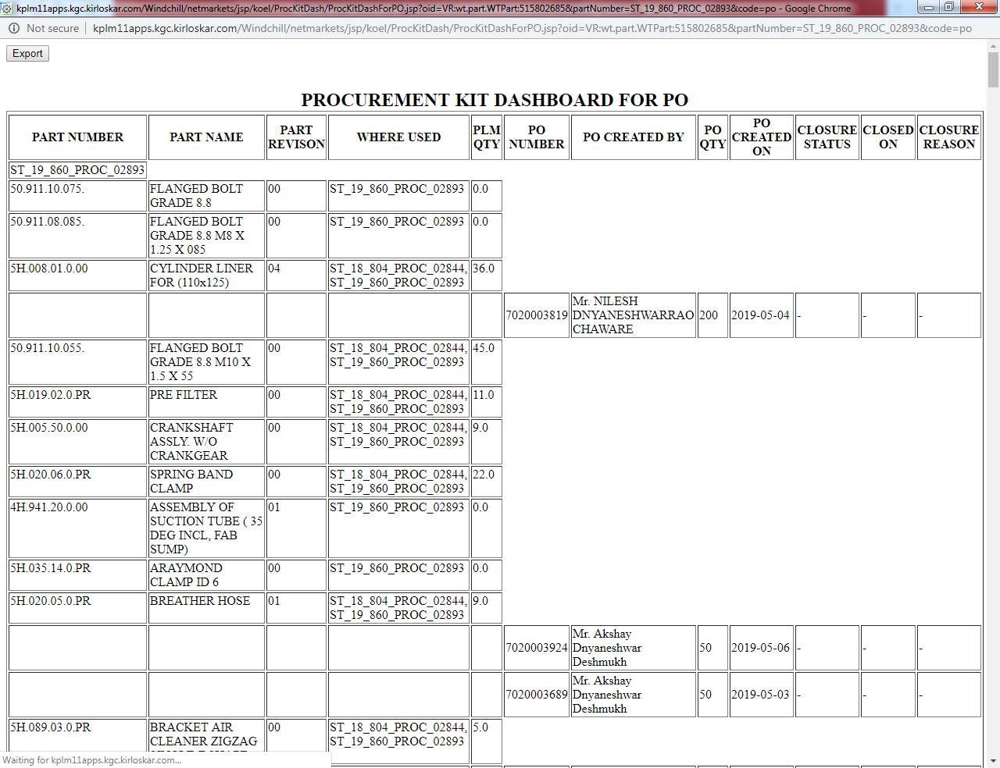 kplm11apps.kgc.kirloskar.com/Windchill/netmarkets/jsp/koel/ProcKitDash/ProcKitDashForPO.jsp?oid=VR:wt.part.WTPart:515802685&partNumber=ST_19_860_PROC_02893&code=po - Google Chrome
Not secure | kplm11apps.kgc.kirloskar.com/Windchill/netmarkets/jsp/koel/ProcKitDash/ProcKitDashForPO.jsp?oid=VR:wt.part.WTPart:515802685&partNumber=ST_19_860_PROC_02893&code=po
Export
PROCUREMENT KIT DASHBOARD FOR PO
PART NUMBER PART NAME PART REVISON WHERE USED PLM QTY PO NUMBER PO CREATED BY PO QTY PO CREATED ON CLOSURE STATUS CLOSED ON CLOSURE REASON
ST_19_860_PROC_02893
50.911.10.075. FLANGED BOLT 00 ST_19_860_PROC_02893 0.0
GRADE 8.8
50.911.08.085. FLANGED BOLT 00 ST_19_860_PROC_02893 0.0
GRADE 8.8 M8 X
1.25 X 085
5H.008.01.0.00 CYLINDER LINER 04 ST_18_804_PROC_02844, 36.0
FOR (110x125) ST_19_860_PROC_02893
Mr. NILESH
7020003819 DNYANESHWARRAO 200 2019-05-04 - - -
CHAWARE
50.911.10.055. FLANGED BOLT 00 ST_18_804_PROC_02844, 45.0
GRADE 8.8 M10 X ST_19_860_PROC_02893
1.5 X 55
5H.019.02.0.PR PRE FILTER 00 ST_18_804_PROC_02844, 11.0
ST_19_860_PROC_02893
5H.005.50.0.00 CRANKSHAFT 00 ST_18_804_PROC_02844, 9.0
ASSLY. W/O ST_19_860_PROC_02893
CRANKGEAR
5H.020.06.0.PR SPRING BAND 00 ST_18_804_PROC_02844, 22.0
CLAMP ST_19_860_PROC_02893
4H.941.20.0.00 ASSEMBLY OF 01 ST_19_860_PROC_02893 0.0
SUCTION TUBE ( 35
DEG INCL, FAB
SUMP)
5H.035.14.0.PR ARAYMOND 00 ST_19_860_PROC_02893 0.0
CLAMP ID 6
5H.020.05.0.PR BREATHER HOSE 01 ST_18_804_PROC_02844, 9.0
ST_19_860_PROC_02893
Mr. Akshay
7020003924 Dnyaneshwar 50 2019-05-06 - - -
Deshmukh
Mr. Akshay
7020003689 Dnyaneshwar 50 2019-05-03 - - -
Deshmukh
5H.089.03.0.PR BRACKET AIR 00 ST_18_804_PROC_02844, 5.0
CLEANER ZIGZAG ST_19_860_PROC_02893
Waiting for kplm11apps.kgc.kirloskar.com...